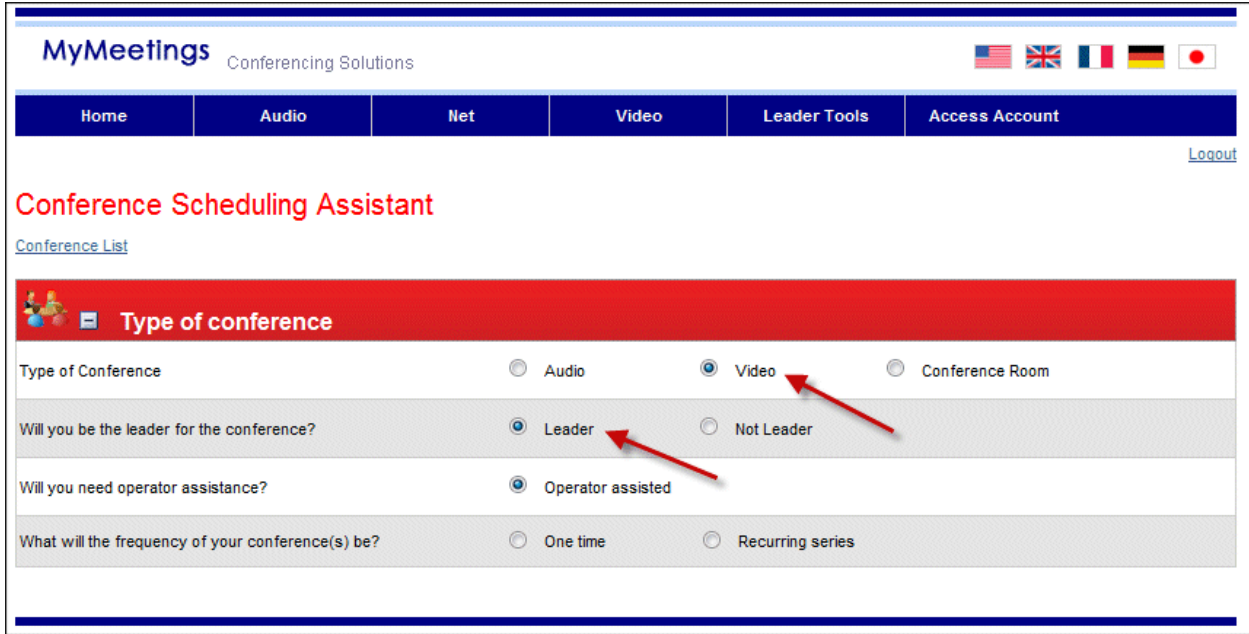 MyMeetings Conferencing Solutions
Home Audio Net Video Leader Tools Access Account
Logout
Conference Scheduling Assistant
Conference List
Type of conference
Type of Conference Audio Video Conference Room
Will you be the leader for the conference? Leader Not Leader
Will you need operator assistance? Operator assisted
What will the frequency of your conference(s) be? One time Recurring series